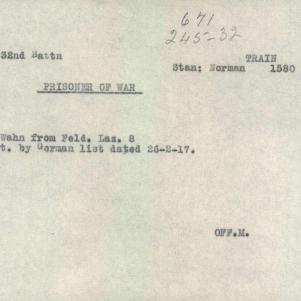 671
245-32
32nd Battn
TRAIN
Stan: Norman 1580
PRISONER OF WAR
Wahn from Feld. Las. 8
t. by German list dated 26-2-17.
OFF.M.